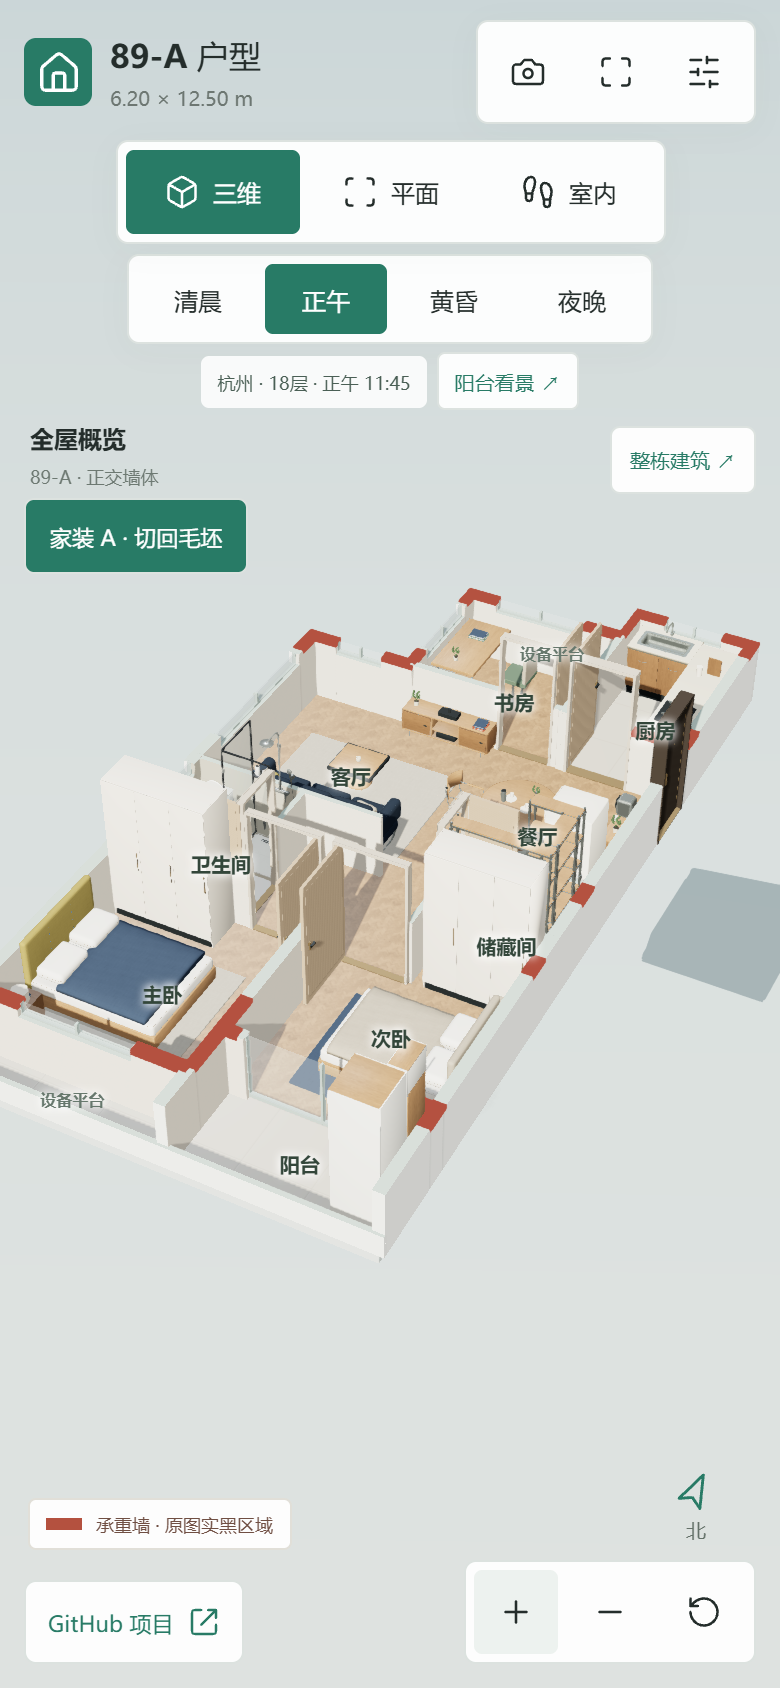 89-A 户型
6.20 × 12.50 m
三维
平面
室内
清晨
正午
黄昏
夜晚
杭州 · 18层 · 正午 11:45
阳台看景 ↗
全屋概览
89-A · 正交墙体
整栋建筑 ↗
家装 A · 切回毛坯
设备平台
书房
厨房
客厅
餐厅
卫生间
储藏间
主卧
次卧
设备平台
阳台
北
承重墙 · 原图实黑区域
GitHub 项目